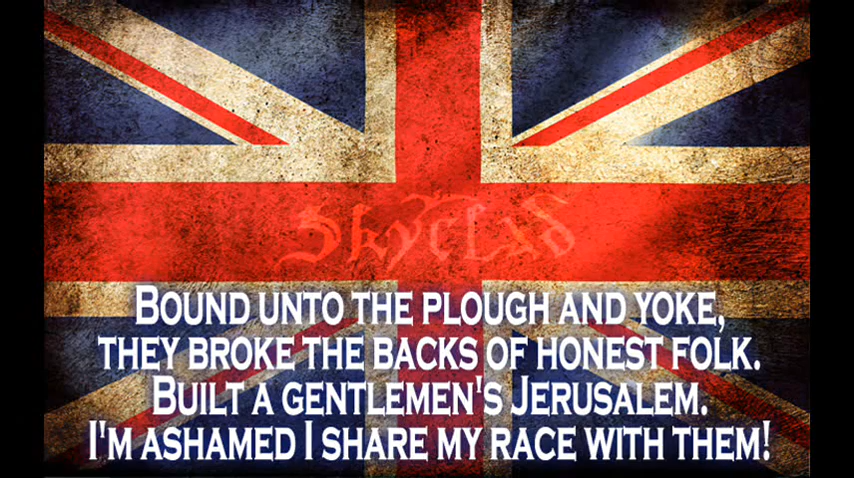 Skyclad
Bound unto the plough and yoke,
they broke the backs of honest folk.
Built a gentlemen's Jerusalem.
I'm ashamed I share my race with them!